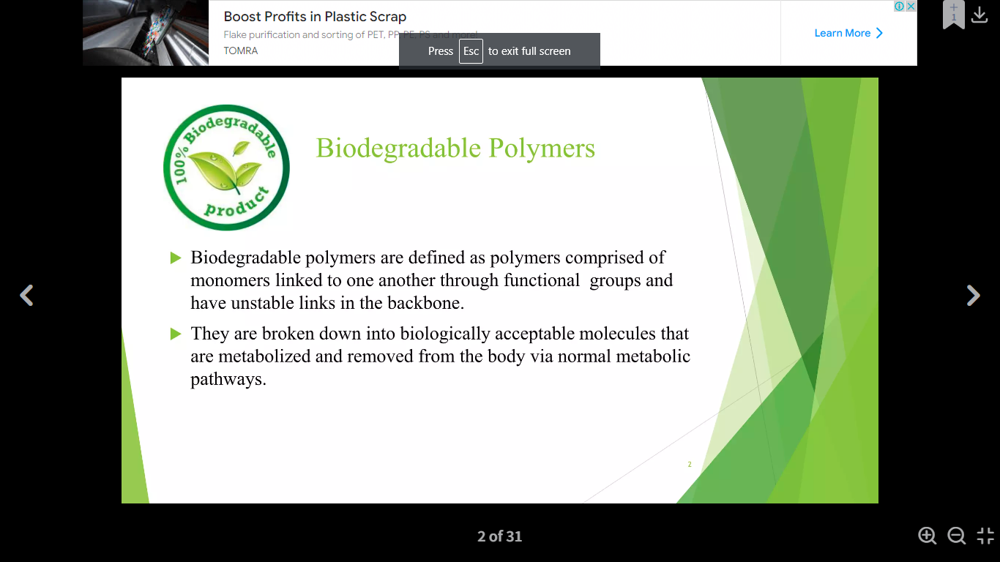 Boost Profits in Plastic Scrap
Flake purification and sorting of PET, PP, PE, PS and more!
TOMRA
Learn More
+
1
Press Esc to exit full screen
100% Biodegradable
product
Biodegradable Polymers
Biodegradable polymers are defined as polymers comprised of
monomers linked to one another through functional groups and
have unstable links in the backbone.
They are broken down into biologically acceptable molecules that
are metabolized and removed from the body via normal metabolic
pathways.
2
2 of 31